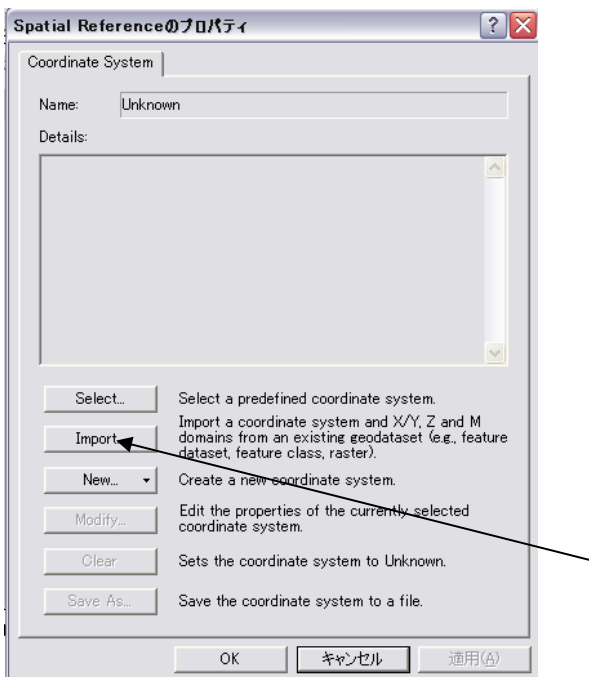 Spatial Referenceのプロパティ
Coordinate System
Name: Unknown
Details:
Select... Select a predefined coordinate system.
Import... Import a coordinate system and X/Y, Z and M
domains from an existing geodataset (e.g., feature
dataset, feature class, raster).
New... Create a new coordinate system.
Modify... Edit the properties of the currently selected
coordinate system.
Clear Sets the coordinate system to Unknown.
Save As... Save the coordinate system to a file.
OK キャンセル 適用(A)